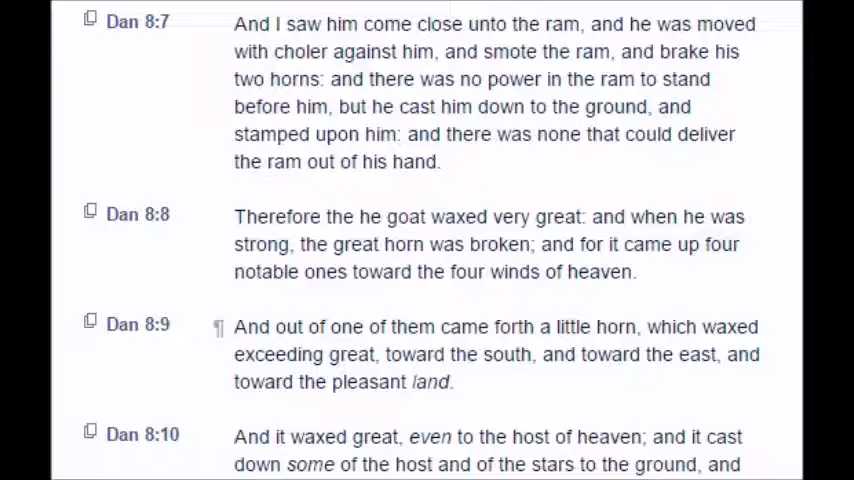 Dan 8:7 And I saw him come close unto the ram, and he was moved
with choler against him, and smote the ram, and brake his
two horns: and there was no power in the ram to stand
before him, but he cast him down to the ground, and
stamped upon him: and there was none that could deliver
the ram out of his hand.
Dan 8:8 Therefore the he goat waxed very great: and when he was
strong, the great horn was broken; and for it came up four
notable ones toward the four winds of heaven.
Dan 8:9 ¶ And out of one of them came forth a little horn, which waxed
exceeding great, toward the south, and toward the east, and
toward the pleasant land.
Dan 8:10 And it waxed great, even to the host of heaven; and it cast
down some of the host and of the stars to the ground, and